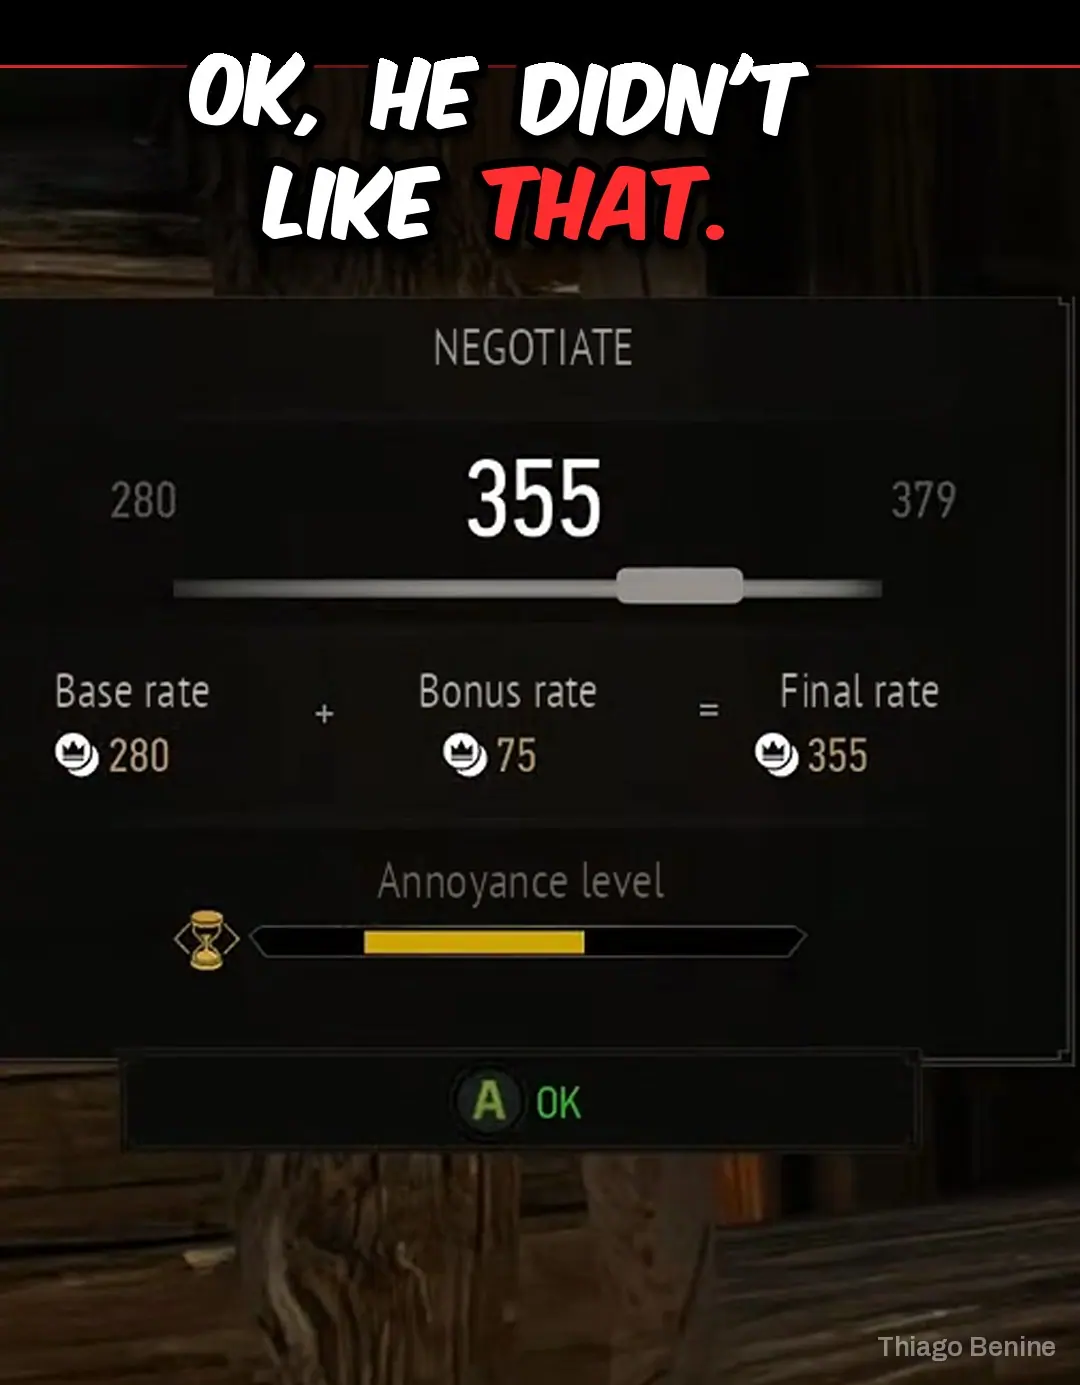 OK, HE DIDN'T
LIKE THAT.
NEGOTIATE
280 355 379
Base rate + Bonus rate = Final rate
280 75 355
Annoyance level
A OK
Thiago Benine